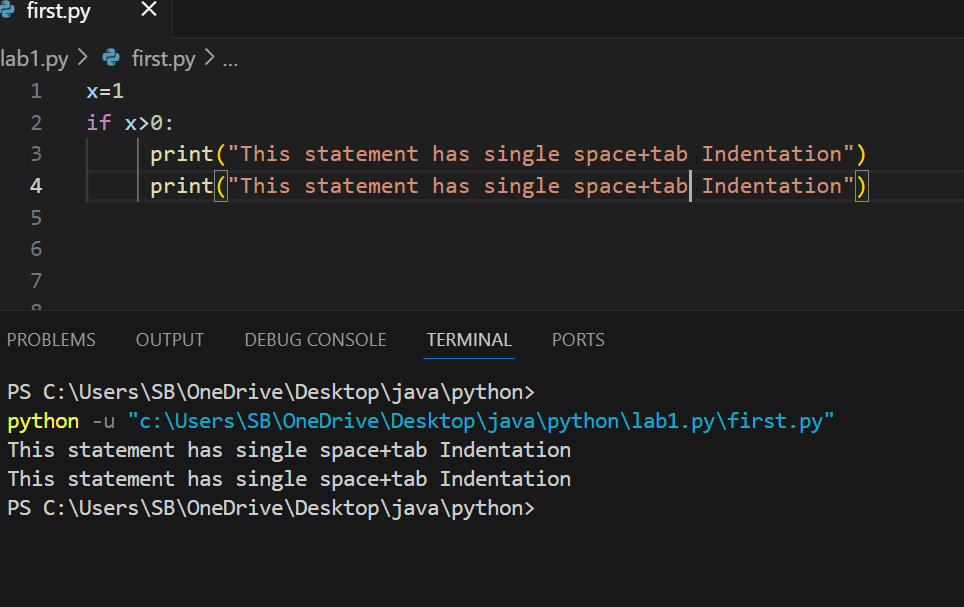 first.py ×
lab1.py > first.py > ...
1 x=1
2 if x>0:
3 print("This statement has single space+tab Indentation")
4 print("This statement has single space+tab Indentation")
5
6
7
8
PROBLEMS OUTPUT DEBUG CONSOLE TERMINAL PORTS
PS C:\Users\SB\OneDrive\Desktop\java\python>
python -u "c:\Users\SB\OneDrive\Desktop\java\python\lab1.py\first.py"
This statement has single space+tab Indentation
This statement has single space+tab Indentation
PS C:\Users\SB\OneDrive\Desktop\java\python>